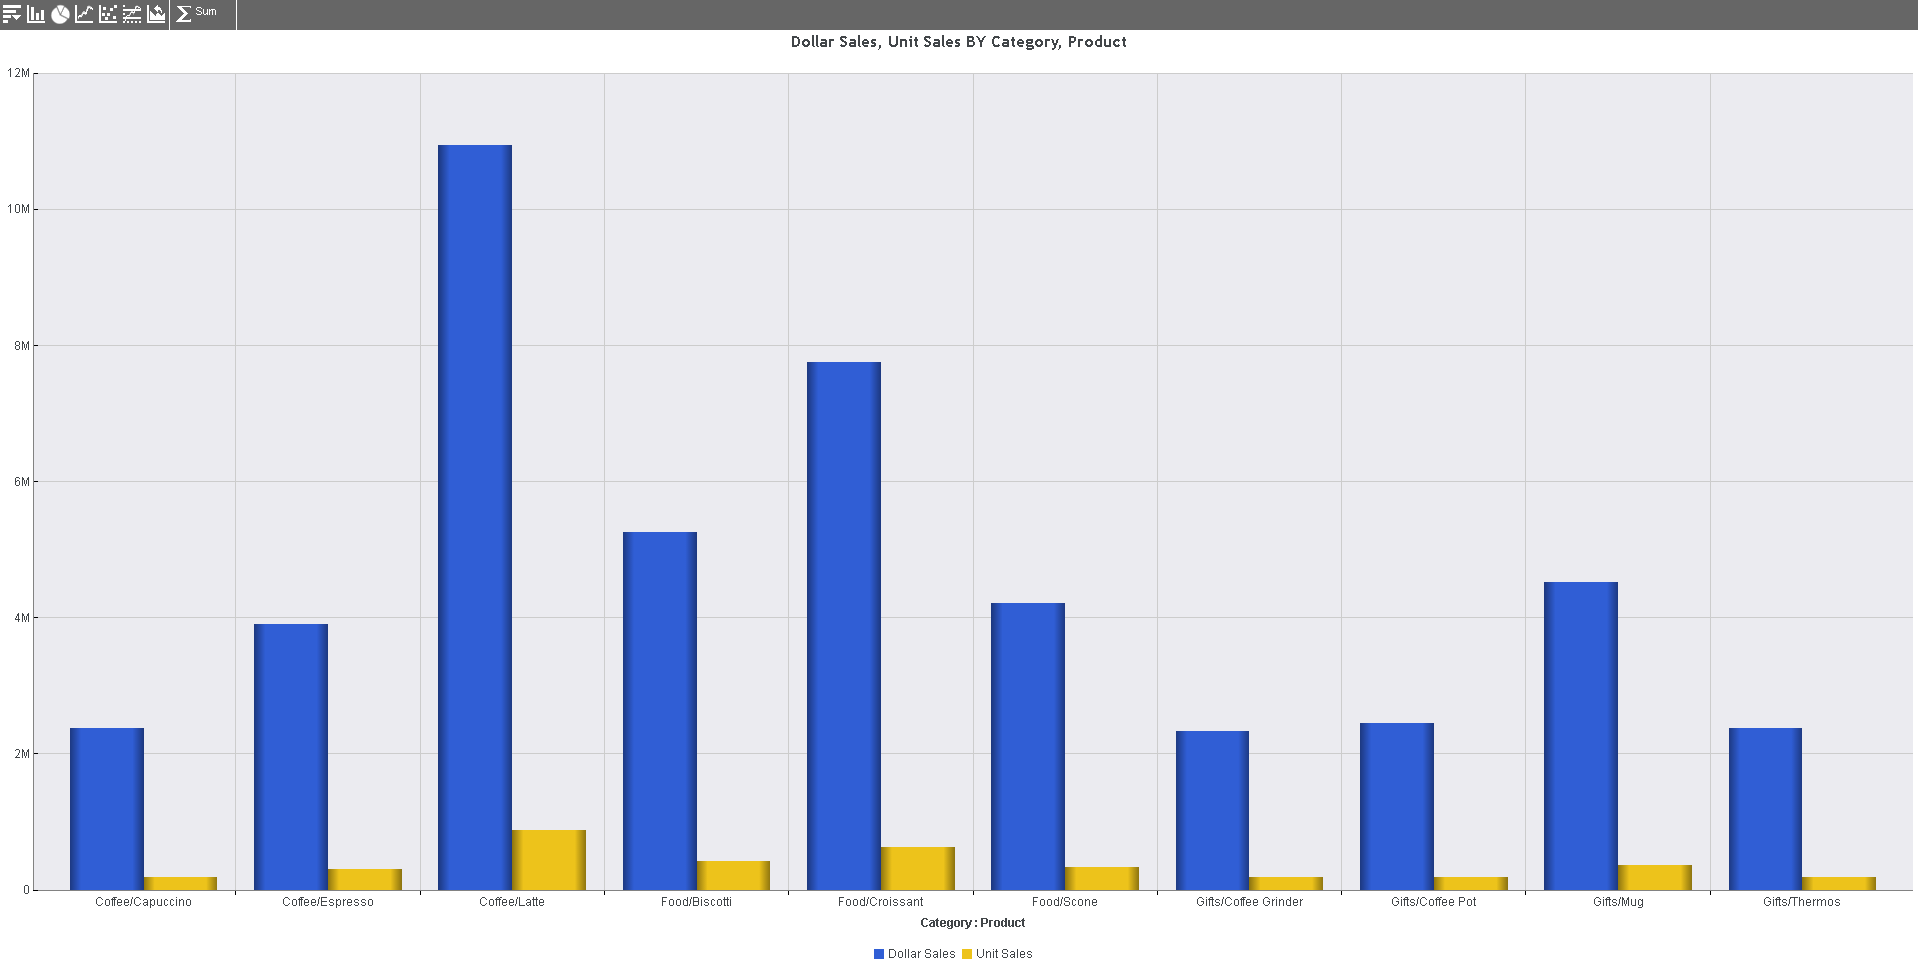 Sum
Dollar Sales, Unit Sales BY Category, Product
12M
10M
8M
6M
4M
2M
0
Coffee/Capuccino Coffee/Espresso Coffee/Latte Food/Biscotti Food/Croissant Food/Scone Gifts/Coffee Grinder Gifts/Coffee Pot Gifts/Mug Gifts/Thermos
Category : Product
Dollar Sales Unit Sales